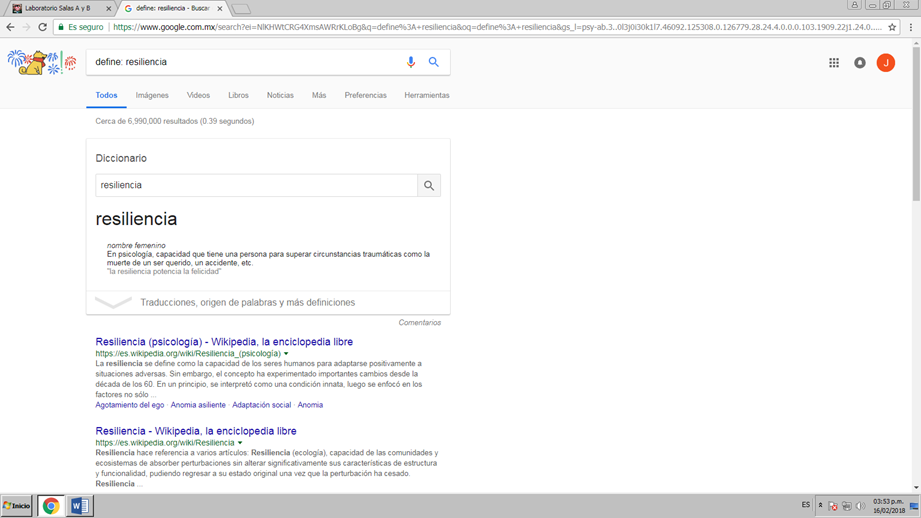 Laboratorio Salas A y B
define: resiliencia - Buscar
Es seguro
https://www.google.com.mx/search?ei=NlKHWtCRG4XmsAWRrKLoBg&q=define%3A+resiliencia&oq=define%3A+resiliencia&gs_l=psy-ab.3..0l3j0i30k1l7.46092.125308.0.126779.28.24.4.0.0.0.103.1909.22j1.24.0.
define: resiliencia
J
Todos Imágenes Videos Libros Noticias Más Preferencias Herramientas
Cerca de 6,990,000 resultados (0.39 segundos)
Diccionario
resiliencia
resiliencia
nombre femenino
En psicología, capacidad que tiene una persona para superar circunstancias traumáticas como la
muerte de un ser querido, un accidente, etc.
"la resiliencia potencia la felicidad"
Traducciones, origen de palabras y más definiciones
Comentarios
Resiliencia (psicología) - Wikipedia, la enciclopedia libre
https://es.wikipedia.org/wiki/Resiliencia_(psicología)
La resiliencia se define como la capacidad de los seres humanos para adaptarse positivamente a
situaciones adversas. Sin embargo, el concepto ha experimentado importantes cambios desde la
década de los 60. En un principio, se interpretó como una condición innata, luego se enfocó en los
factores no sólo ...
Agotamiento del ego · Anomia asiliente · Adaptación social · Anomia
Resiliencia - Wikipedia, la enciclopedia libre
https://es.wikipedia.org/wiki/Resiliencia
Resiliencia hace referencia a varios artículos: Resiliencia (ecología), capacidad de las comunidades y
ecosistemas de absorber perturbaciones sin alterar significativamente sus características de estructura
y funcionalidad, pudiendo regresar a su estado original una vez que la perturbación ha cesado.
Resiliencia ...
Inicio
ES
03:53 p.m.
16/02/2018